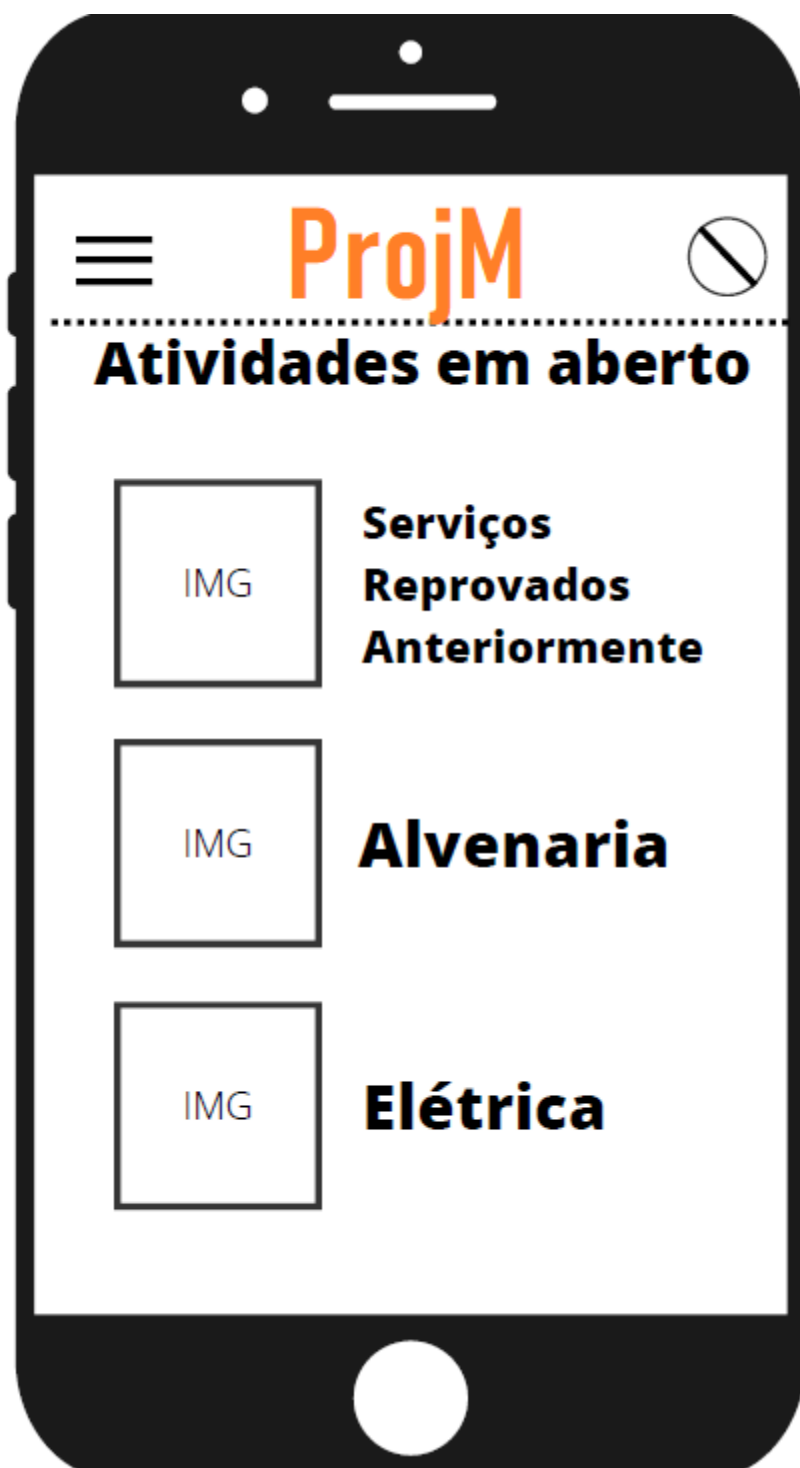 ProjM
Atividades em aberto
IMG
Serviços
Reprovados
Anteriormente
IMG
Alvenaria
IMG
Elétrica